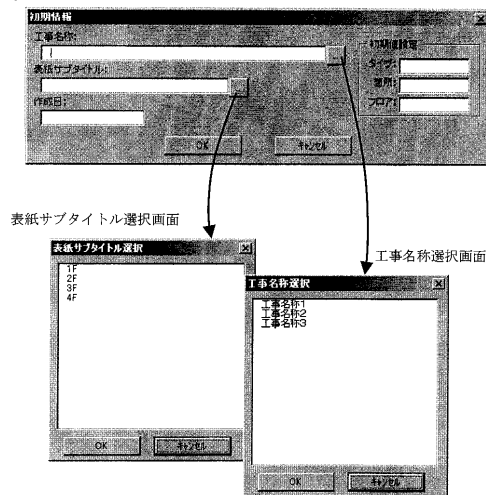 初期情報
工事名称:
初期値設定
タイプ:
表紙サブタイトル:
箇所:
作成日:
フロア:
OK
キャンセル
表紙サブタイトル選択画面
工事名称選択画面
表紙サブタイトル選択
1F
2F
3F
4F
OK
キャンセル
工事名称選択
工事名称1
工事名称2
工事名称3
OK
キャンセル